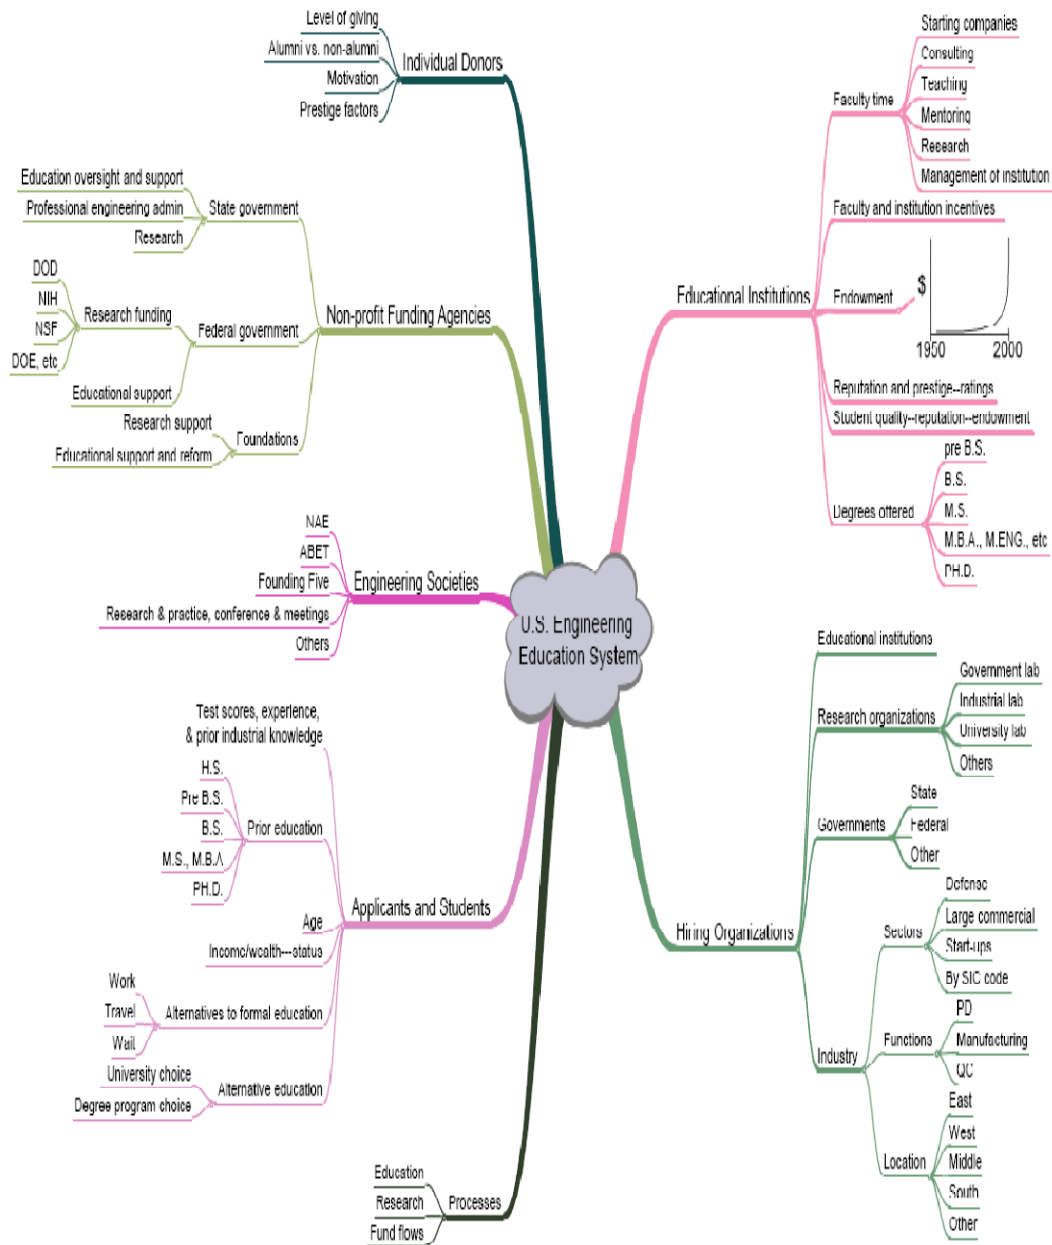 U.S. Engineering
Education System
Individual Donors
Level of giving
Alumni vs. non-alumni
Motivation
Prestige factors
Non-profit Funding Agencies
State government
Education oversight and support
Professional engineering admin
Research
Federal government
Research funding
DOD
NIH
NSF
DOE, etc
Educational support
Foundations
Research support
Educational support and reform
Engineering Societies
NAE
ABET
Founding Five
Research & practice, conference & meetings
Others
Applicants and Students
Test scores, experience,
& prior industrial knowledge
Prior education
H.S.
Pre B.S.
B.S.
M.S., M.B.A
PH.D.
Age
Income/wealth---status
Alternatives to formal education
Work
Travel
Wait
Alternative education
University choice
Degree program choice
Processes
Education
Research
Fund flows
Educational Institutions
Faculty time
Starting companies
Consulting
Teaching
Mentoring
Research
Management of institution
Faculty and institution incentives
Endowment
$
1950
2000
Reputation and prestige--ratings
Student quality--reputation--endowment
Degrees offered
pre B.S.
B.S.
M.S.
M.B.A., M.ENG., etc
PH.D.
Hiring Organizations
Educational institutions
Research organizations
Government lab
Industrial lab
University lab
Others
Governments
State
Federal
Other
Industry
Sectors
Defense
Large commercial
Start-ups
By SIC code
Functions
PD
Manufacturing
QC
Location
East
West
Middle
South
Other